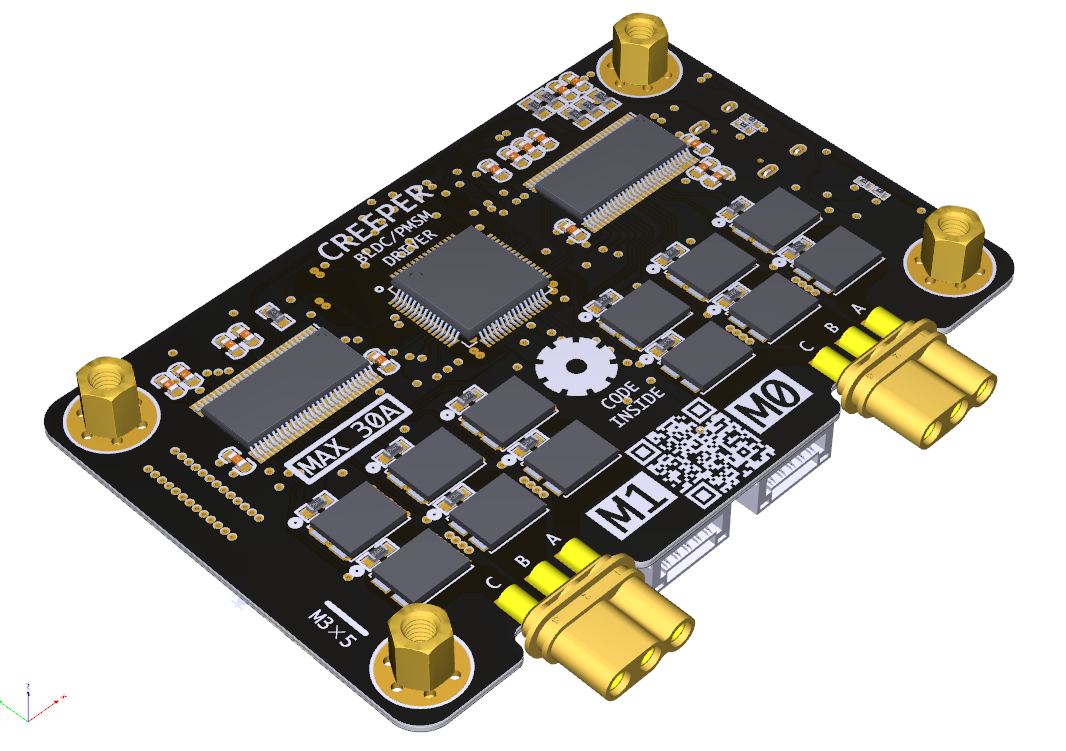 CREEPER
BLDC/PMSM
DRIVER
MAX 30A
CODE
INSIDE
M0
M1
C B A
C B A
M3×5